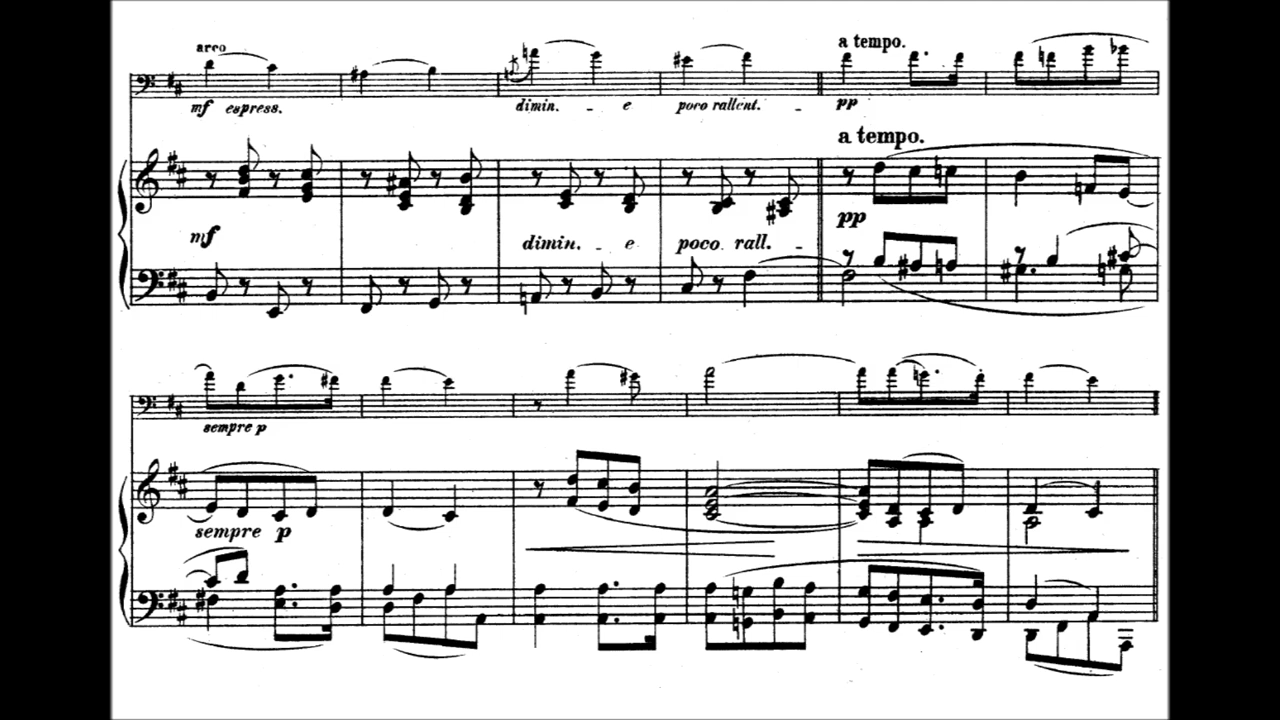 arco
mf espress. dimin. - e poco rallent. - pp
a tempo.
a tempo.
pp
mf dimin. - e poco rall. -
sempre p
sempre p